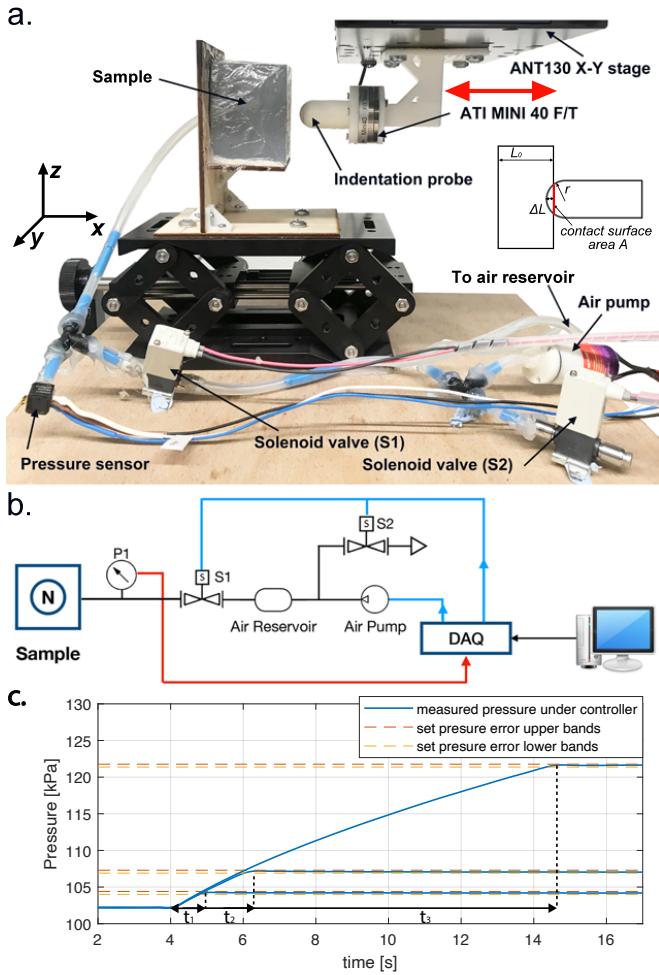 a.
ANT130 X-Y stage
Sample
ATI MINI 40 F/T
Indentation probe
L₀
r
ΔL
contact surface
area A
z
x
y
To air reservoir
Air pump
Solenoid valve (S1)
Pressure sensor
Solenoid valve (S2)
b.
P1
S
S1
S
S2
N
Air Reservoir
Air Pump
DAQ
Sample
c.
130
125
120
115
110
105
100
Pressure [kPa]
measured pressure under controller
set presure error upper bands
set presure error lower bands
t₁
t₂
t₃
2
4
6
8
10
12
14
16
time [s]